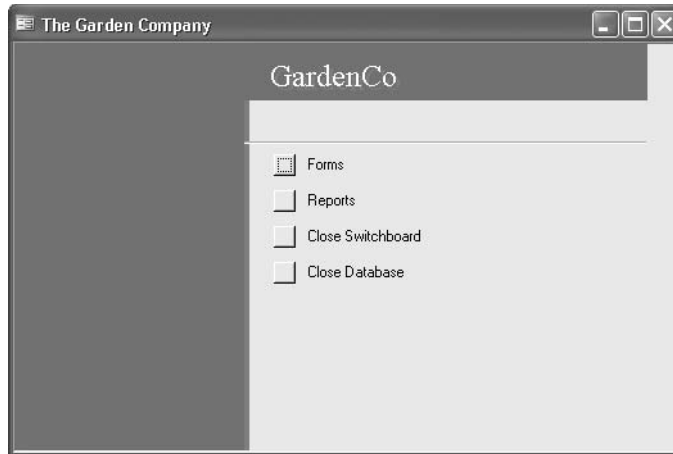 The Garden Company
GardenCo
Forms
Reports
Close Switchboard
Close Database